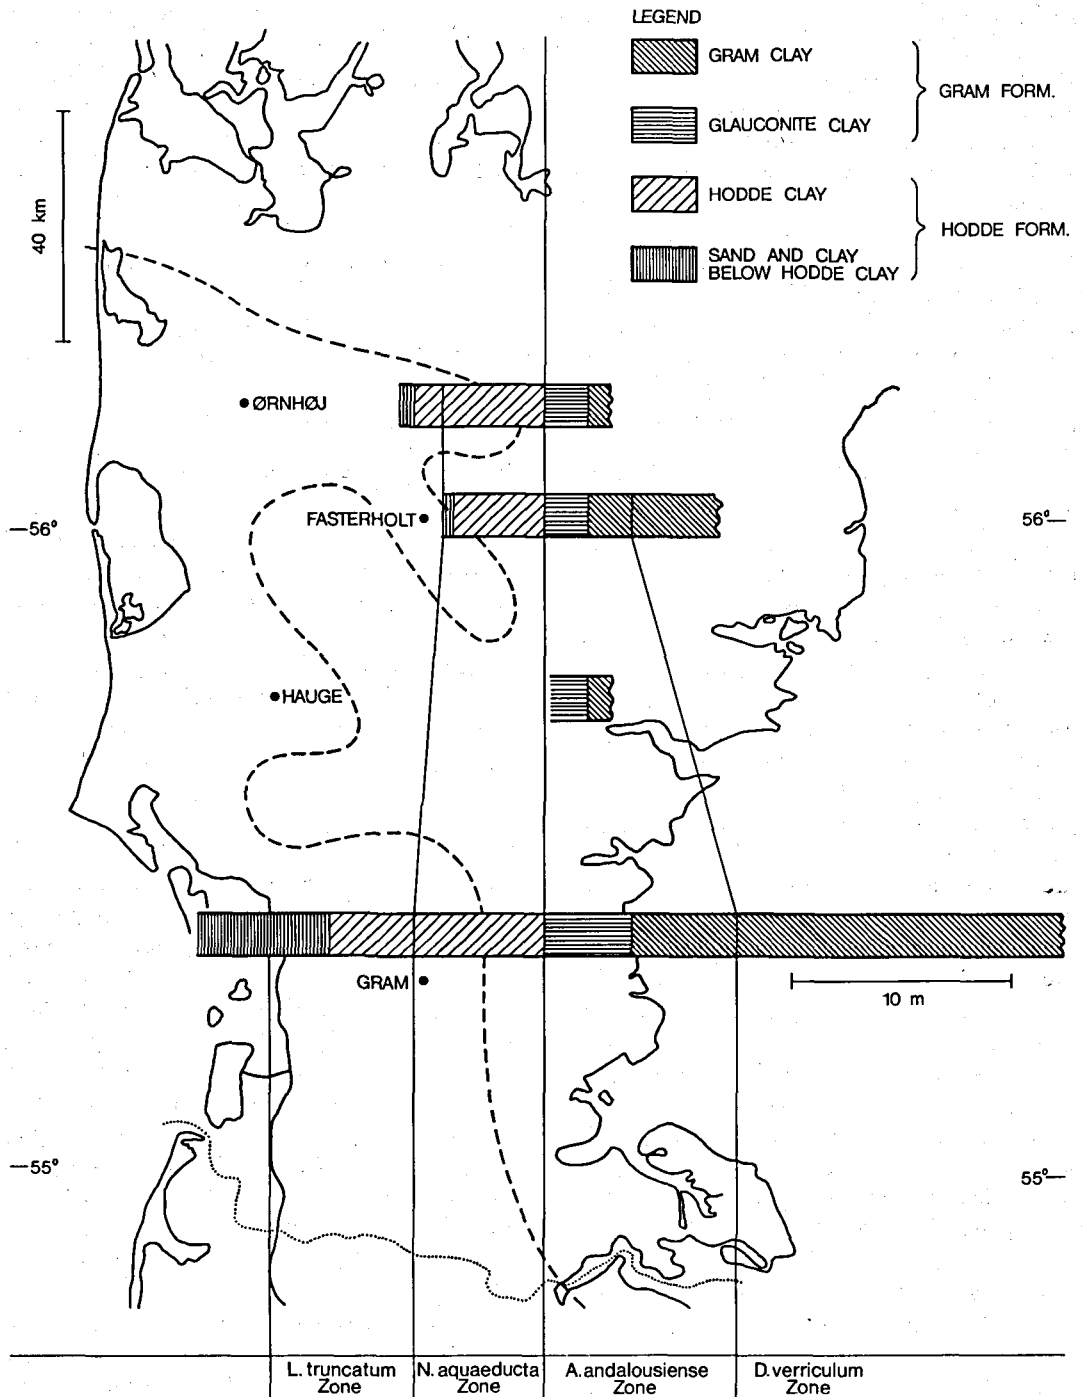 LEGEND
GRAM CLAY
GLAUCONITE CLAY
GRAM FORM.
HODDE CLAY
SAND AND CLAY
BELOW HODDE CLAY
HODDE FORM.
40 km
ØRNHØJ
FASTERHOLT
56°
56°
HAUGE
GRAM
10 m
55°
55°
L. truncatum
Zone
N. aquaeducta
Zone
A. andalousiense
Zone
D. verriculum
Zone